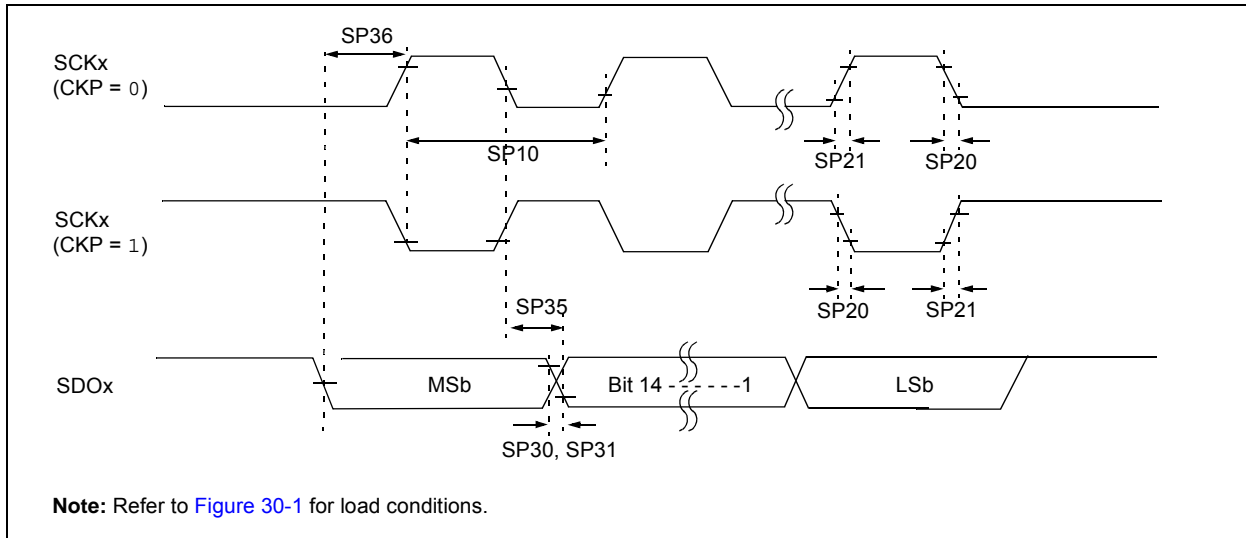 SP36
SCKx
(CKP = 0)
SP10
SP21
SP20
SCKx
(CKP = 1)
SP35
SP20
SP21
SDOx
MSb
Bit 14 - - - - - -1
LSb
SP30, SP31
Note: Refer to Figure 30-1 for load conditions.